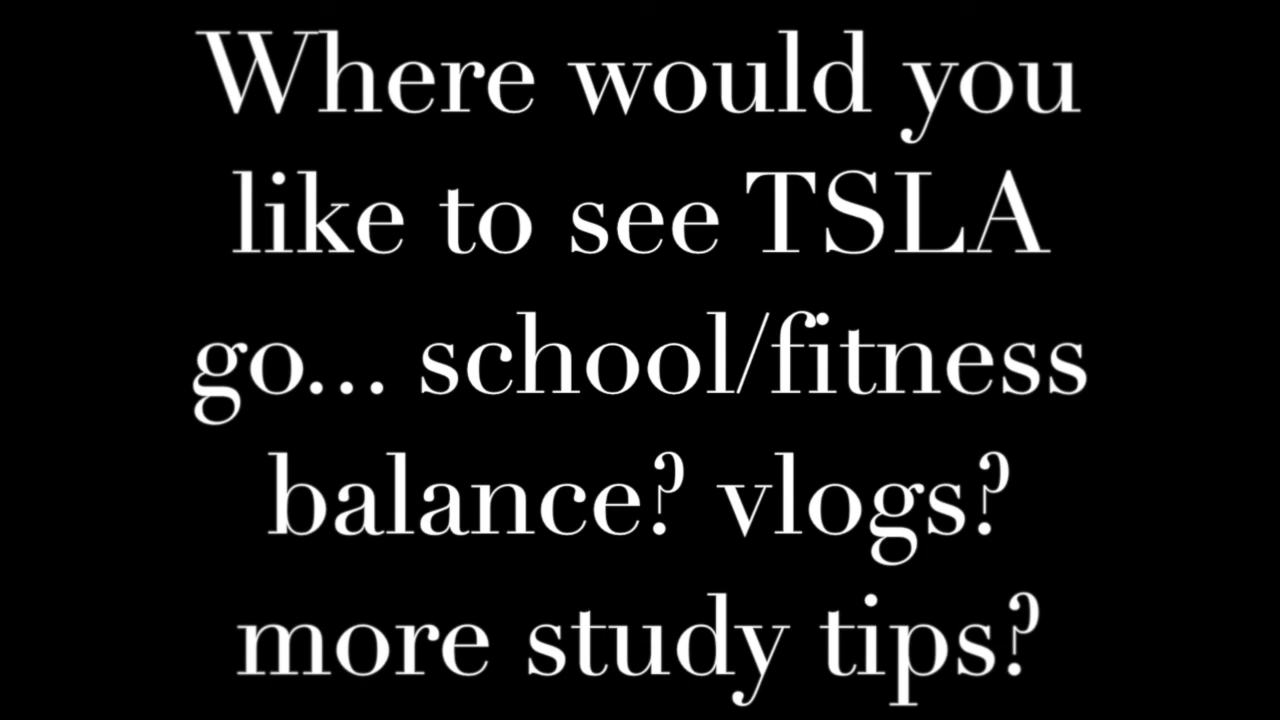 Where would you
like to see TSLA
go... school/fitness
balance? vlogs?
more study tips?